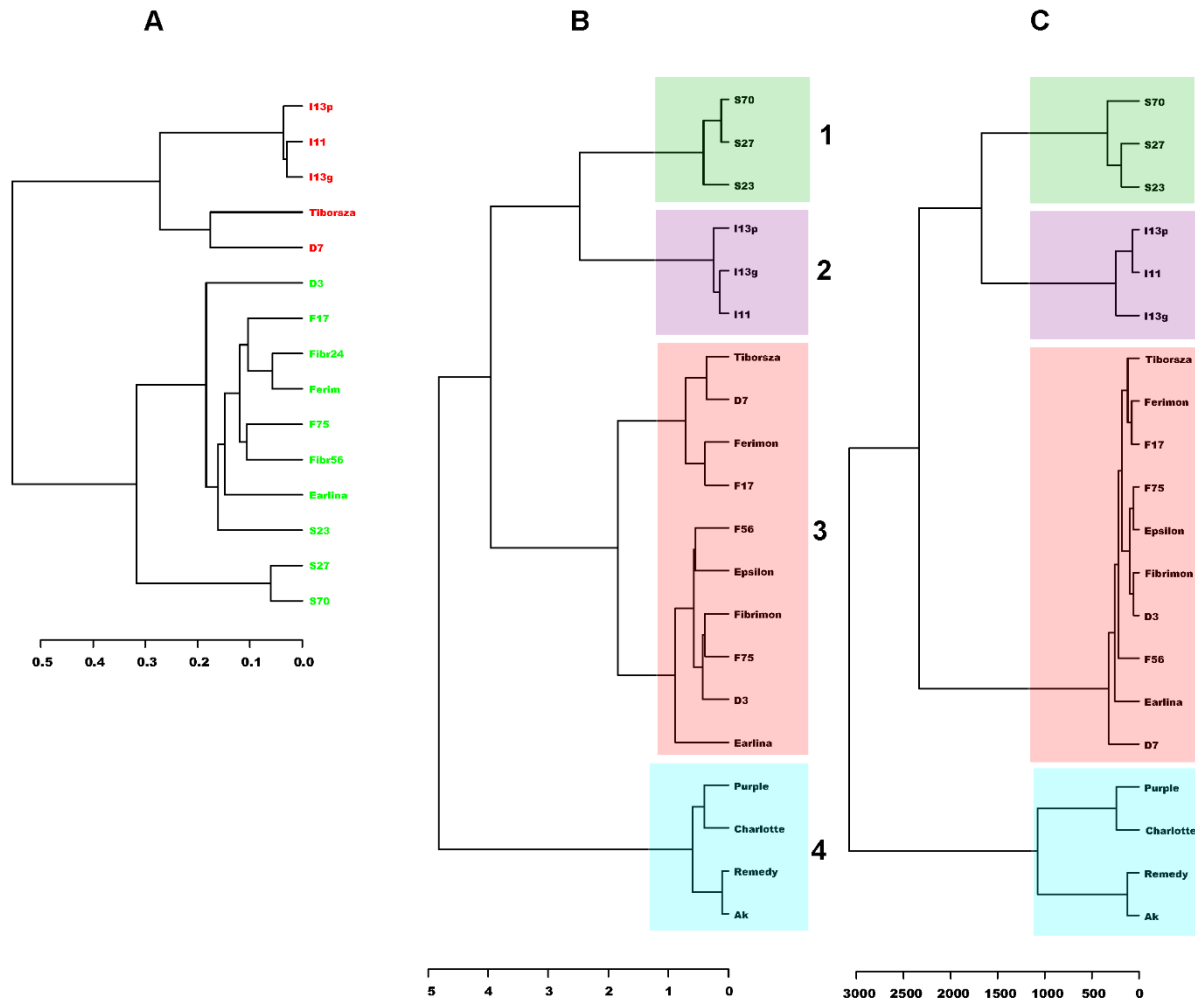 A
B
C
I13p
I11
I13g
Tiborsza
D7
D3
F17
Fibr24
Ferim
F75
Fibr56
Earlina
S23
S27
S70
0.5 0.4 0.3 0.2 0.1 0.0
S70
S27
S23
1
I13p
I13g
I11
2
Tiborsza
D7
Ferimon
F17
F56
Epsilon
Fibrimon
F75
D3
Earlina
3
Purple
Charlotte
Remedy
Ak
4
5 4 3 2 1 0
S70
S27
S23
I13p
I11
I13g
Tiborsza
Ferimon
F17
F75
Epsilon
Fibrimon
D3
F56
Earlina
D7
Purple
Charlotte
Remedy
Ak
3000 2500 2000 1500 1000 500 0